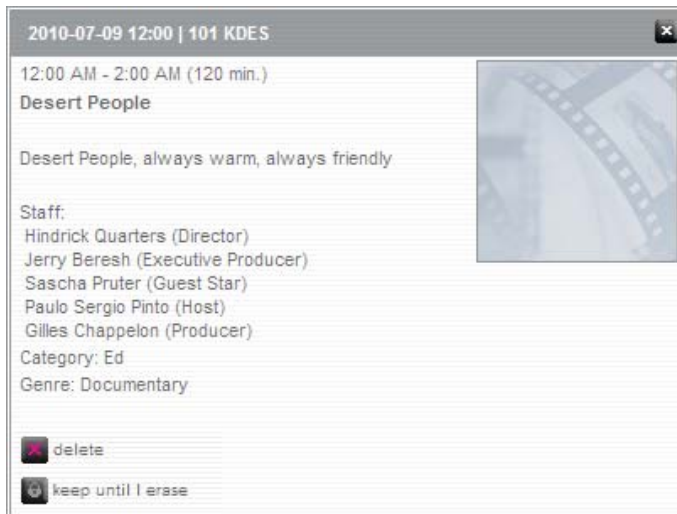 2010-07-09 12:00 | 101 KDES
12:00 AM - 2:00 AM (120 min.)
Desert People
Desert People, always warm, always friendly
Staff:
Hindrick Quarters (Director)
Jerry Beresh (Executive Producer)
Sascha Pruter (Guest Star)
Paulo Sergio Pinto (Host)
Gilles Chappelon (Producer)
Category: Ed
Genre: Documentary
delete
keep until I erase